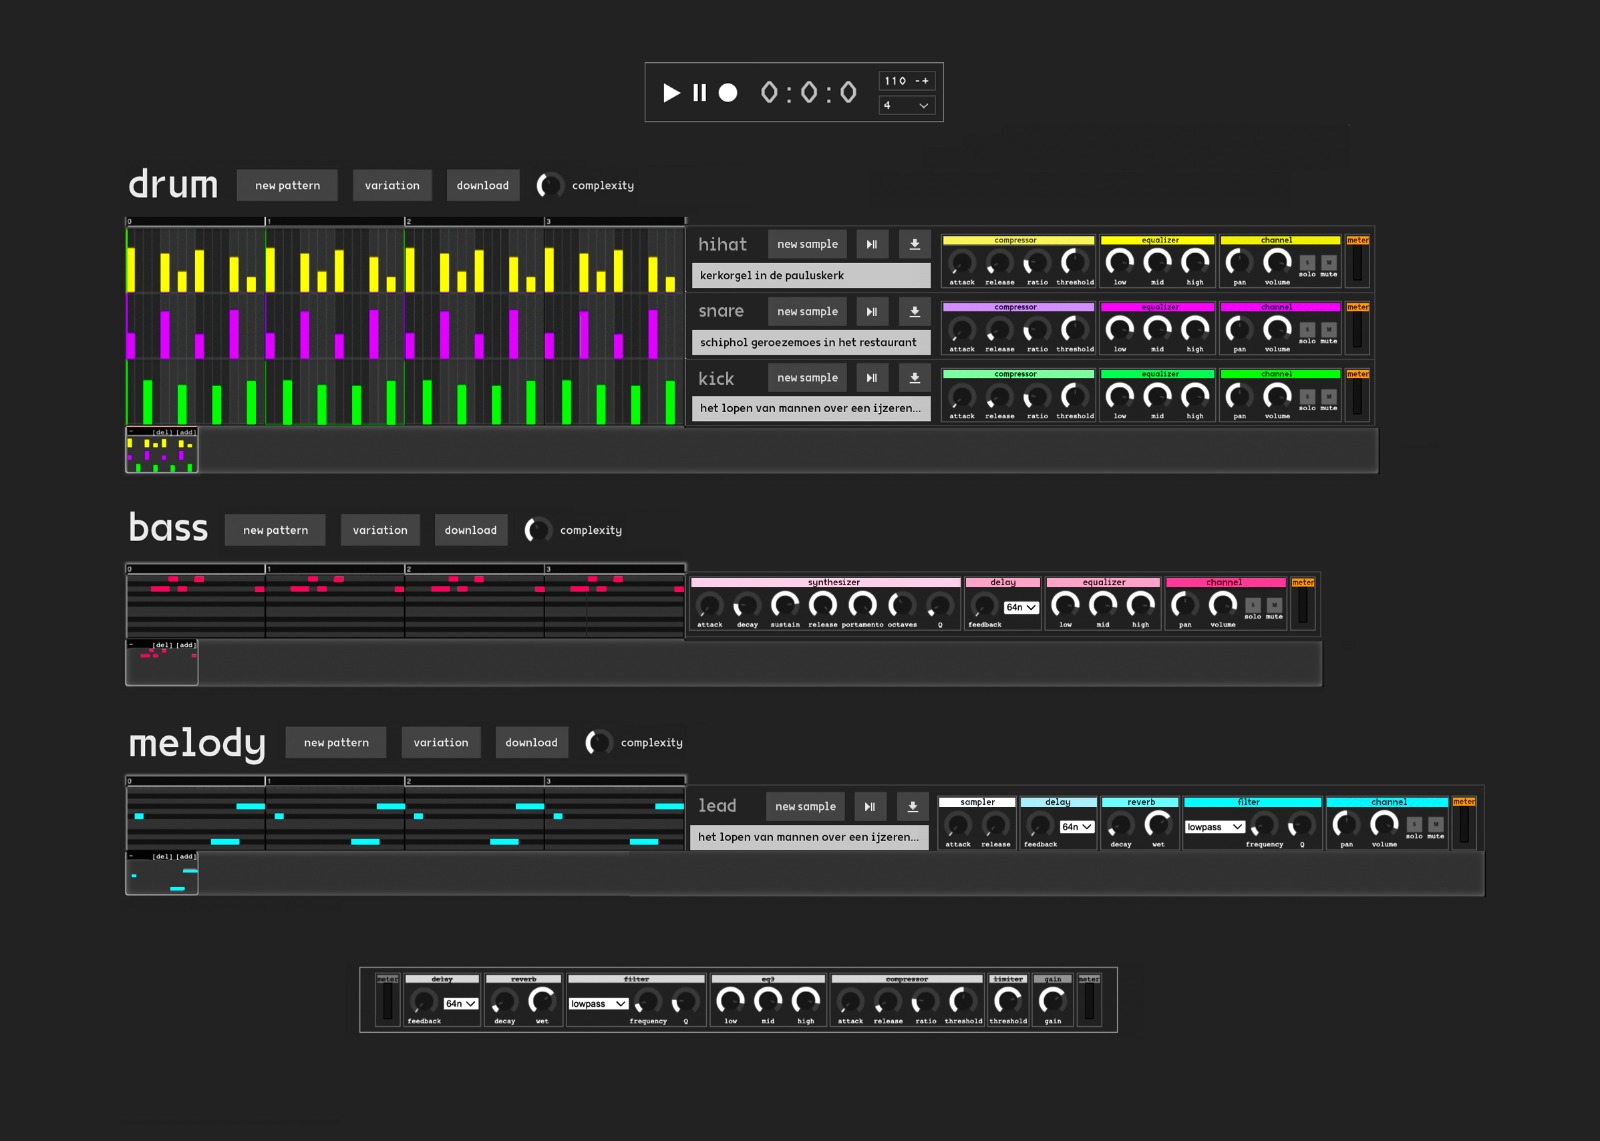 0:0:0
110 -+
4
drum new pattern variation download complexity
0 1 2 3
hihat new sample
kerkorgel in de pauluskerk
compressor equalizer channel meter
attack release ratio threshold low mid high pan volume solo mute
S M
snare new sample
schiphol geroezemoes in het restaurant
compressor equalizer channel meter
attack release ratio threshold low mid high pan volume solo mute
S M
kick new sample
het lopen van mannen over een ijzeren...
compressor equalizer channel meter
attack release ratio threshold low mid high pan volume solo mute
S M
- [del] [add]
bass new pattern variation download complexity
0 1 2 3
synthesizer delay equalizer channel meter
64n
S M
attack decay sustain release portamento octaves Q feedback low mid high pan volume solo mute
- [del] [add]
melody new pattern variation download complexity
0 1 2 3
lead new sample
het lopen van mannen over een ijzeren...
sampler delay reverb filter channel meter
64n lowpass
S M
attack release feedback decay wet frequency Q pan volume solo mute
- [del] [add]
meter delay reverb filter eq3 compressor limiter gain meter
64n lowpass
feedback decay wet frequency Q low mid high attack release ratio threshold threshold gain